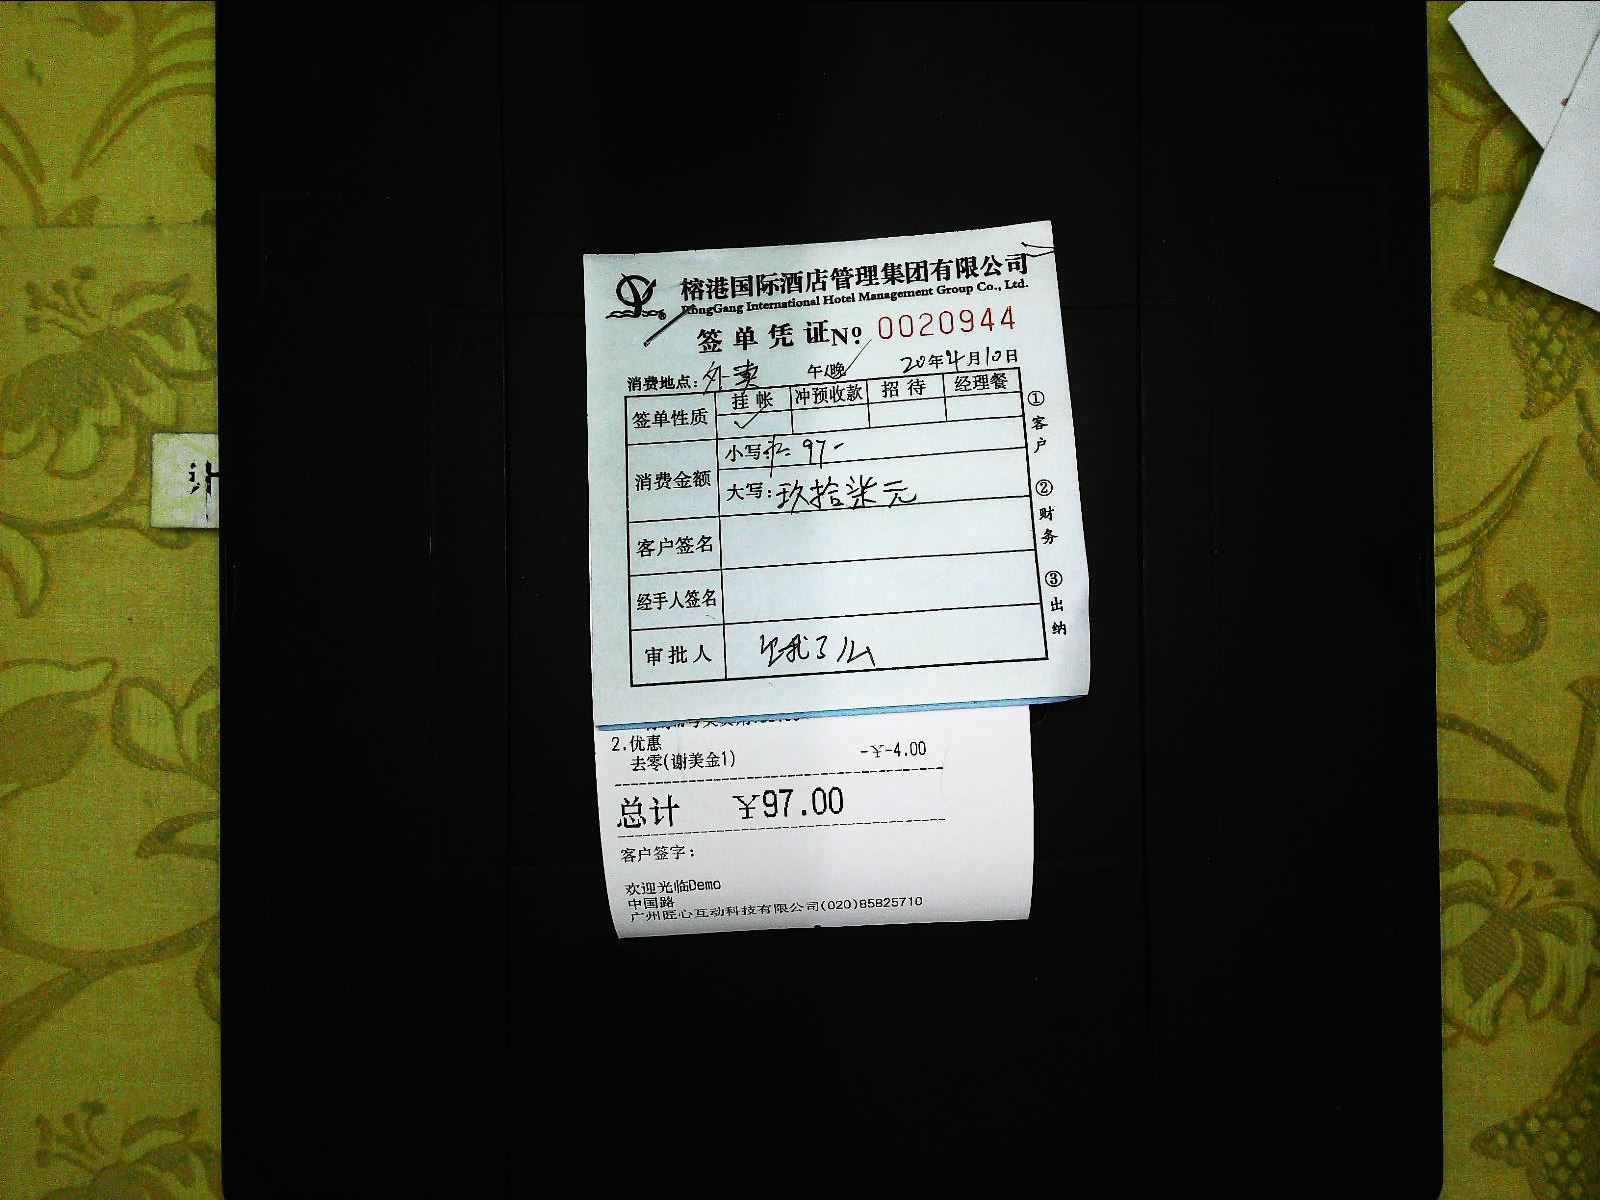 榕港国际酒店管理集团有限公司
RongGang International Hotel Management Group Co., Ltd.
签单凭证 Nº 0020944
消费地点：外卖 午/晚 20年4月10日
签单性质 挂帐 冲预收款 招待 经理餐
✓
消费金额
小写: 97-
大写：玖拾柒元
客户签名
经手人签名
审批人 饿了么
①客户 ②财务 ③出纳
2.优惠
去零(谢美金1) -¥-4.00
总计 ¥97.00
客户签字：
欢迎光临Demo
中国路
广州匠心互动科技有限公司(020)85825710